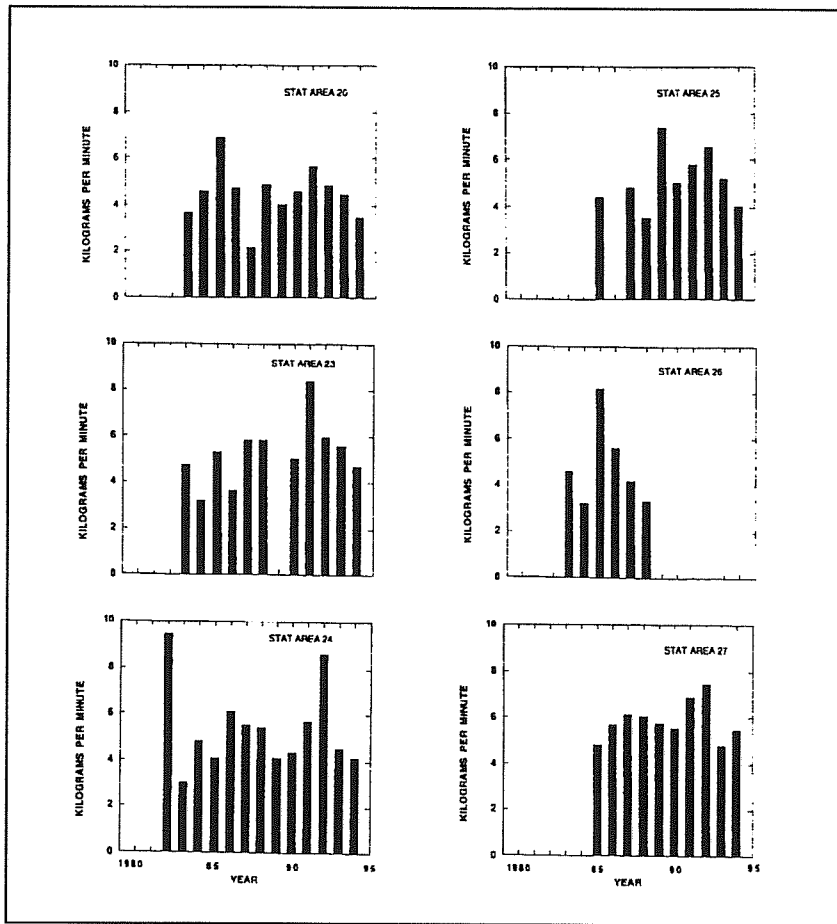 STAT AREA 20
KILOGRAMS PER MINUTE
10
8
6
4
2
0
STAT AREA 25
KILOGRAMS PER MINUTE
10
8
6
4
2
0
STAT AREA 23
KILOGRAMS PER MINUTE
10
8
6
4
2
0
STAT AREA 26
KILOGRAMS PER MINUTE
10
8
6
4
2
0
STAT AREA 24
KILOGRAMS PER MINUTE
10
8
6
4
2
0
1980 85 90 95
YEAR
STAT AREA 27
KILOGRAMS PER MINUTE
10
8
6
4
2
0
1980 85 90 95
YEAR